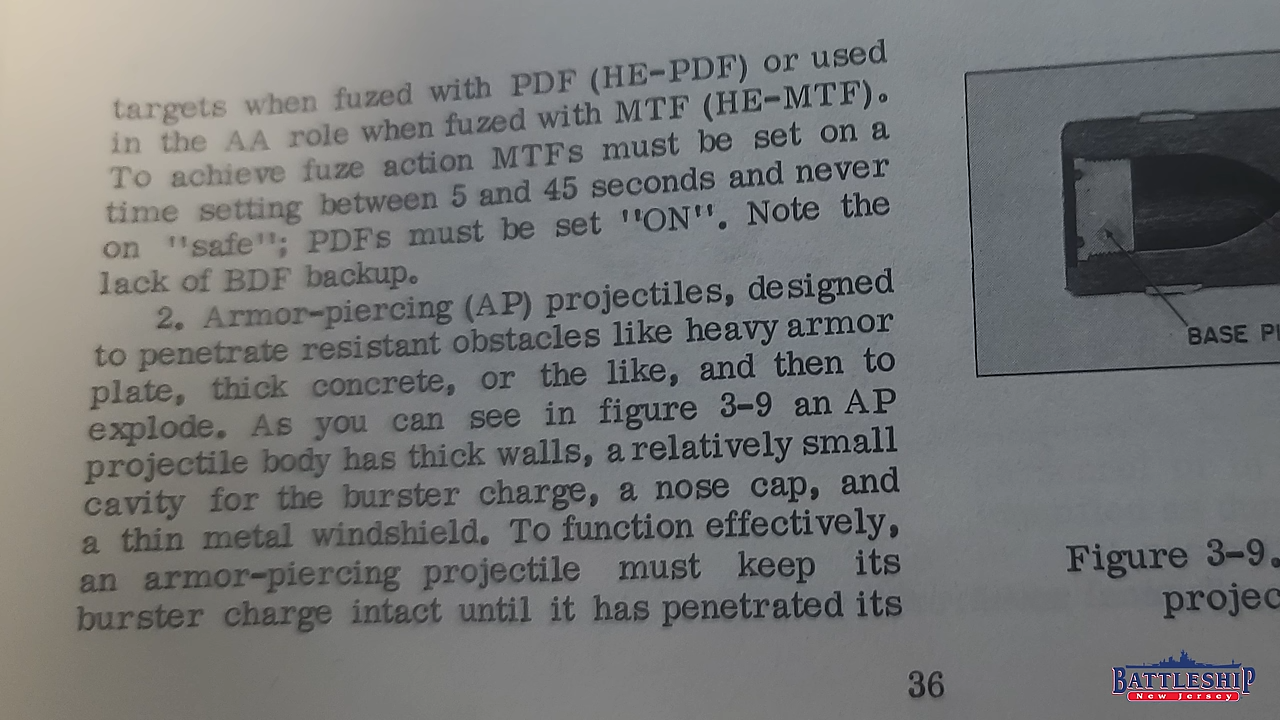 targets when fuzed with PDF (HE-PDF) or used
in the AA role when fuzed with MTF (HE-MTF).
To achieve fuze action MTFs must be set on a
time setting between 5 and 45 seconds and never
on "safe"; PDFs must be set "ON". Note the
lack of BDF backup.
2. Armor-piercing (AP) projectiles, designed
to penetrate resistant obstacles like heavy armor
plate, thick concrete, or the like, and then to
explode. As you can see in figure 3-9 an AP
projectile body has thick walls, a relatively small
cavity for the burster charge, a nose cap, and
a thin metal windshield. To function effectively,
an armor-piercing projectile must keep its
burster charge intact until it has penetrated its
36
BASE PL
Figure 3-9.
projec
BATTLESHIP
New Jersey